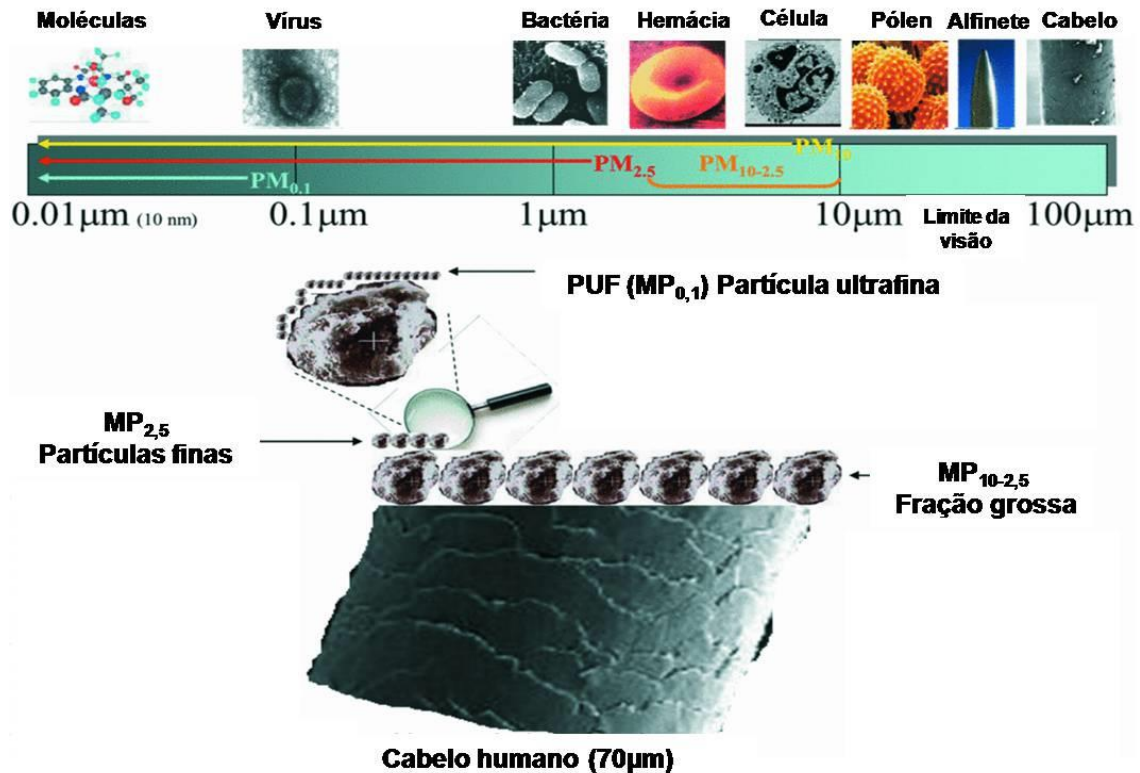 Moléculas
Vírus
Bactéria
Hemácia
Célula
Pólen
Alfinete
Cabelo
PM10
PM2.5
PM10-2.5
PM0,1
0.01µm (10 nm)
0.1µm
1µm
10µm
Limite da
visão
100µm
PUF (MP0,1) Partícula ultrafina
MP2,5
Partículas finas
MP10-2,5
Fração grossa
Cabelo humano (70µm)